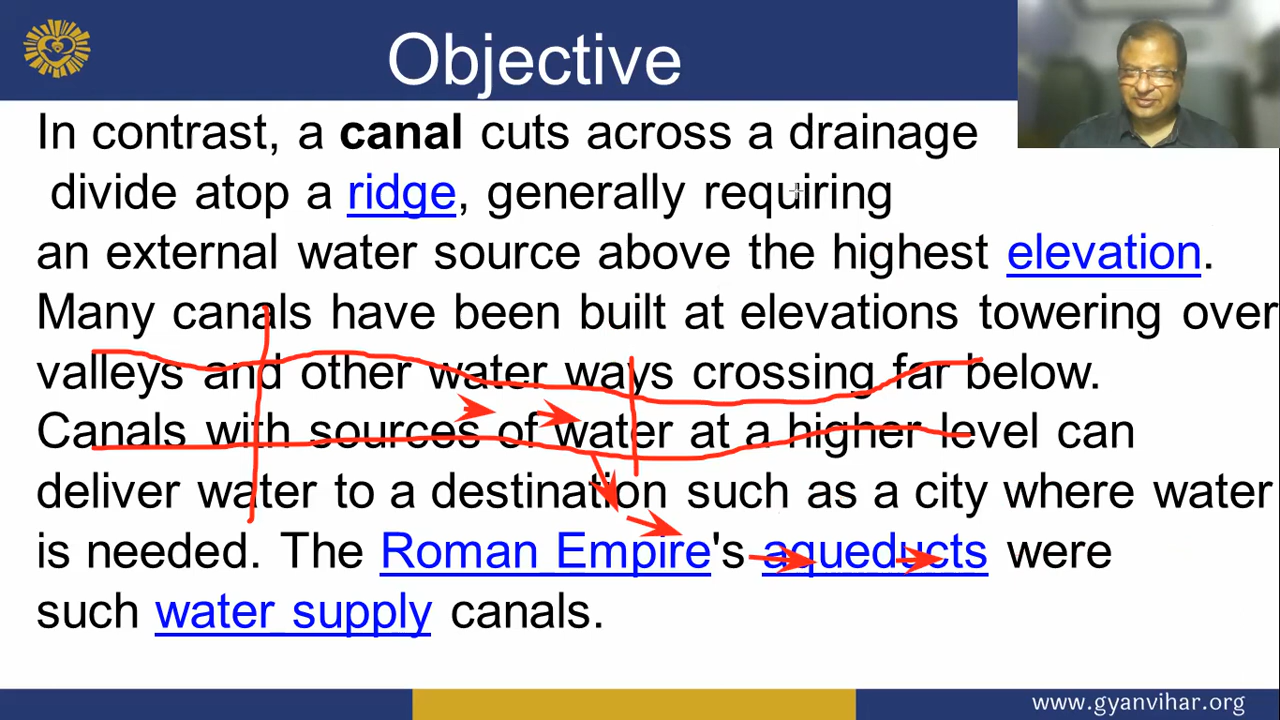 Objective
In contrast, a canal cuts across a drainage
divide atop a ridge, generally requiring
an external water source above the highest elevation.
Many canals have been built at elevations towering over
valleys and other water ways crossing far below.
Canals with sources of water at a higher level can
deliver water to a destination such as a city where water
is needed. The Roman Empire's aqueducts were
such water supply canals.
www.gyanvihar.org